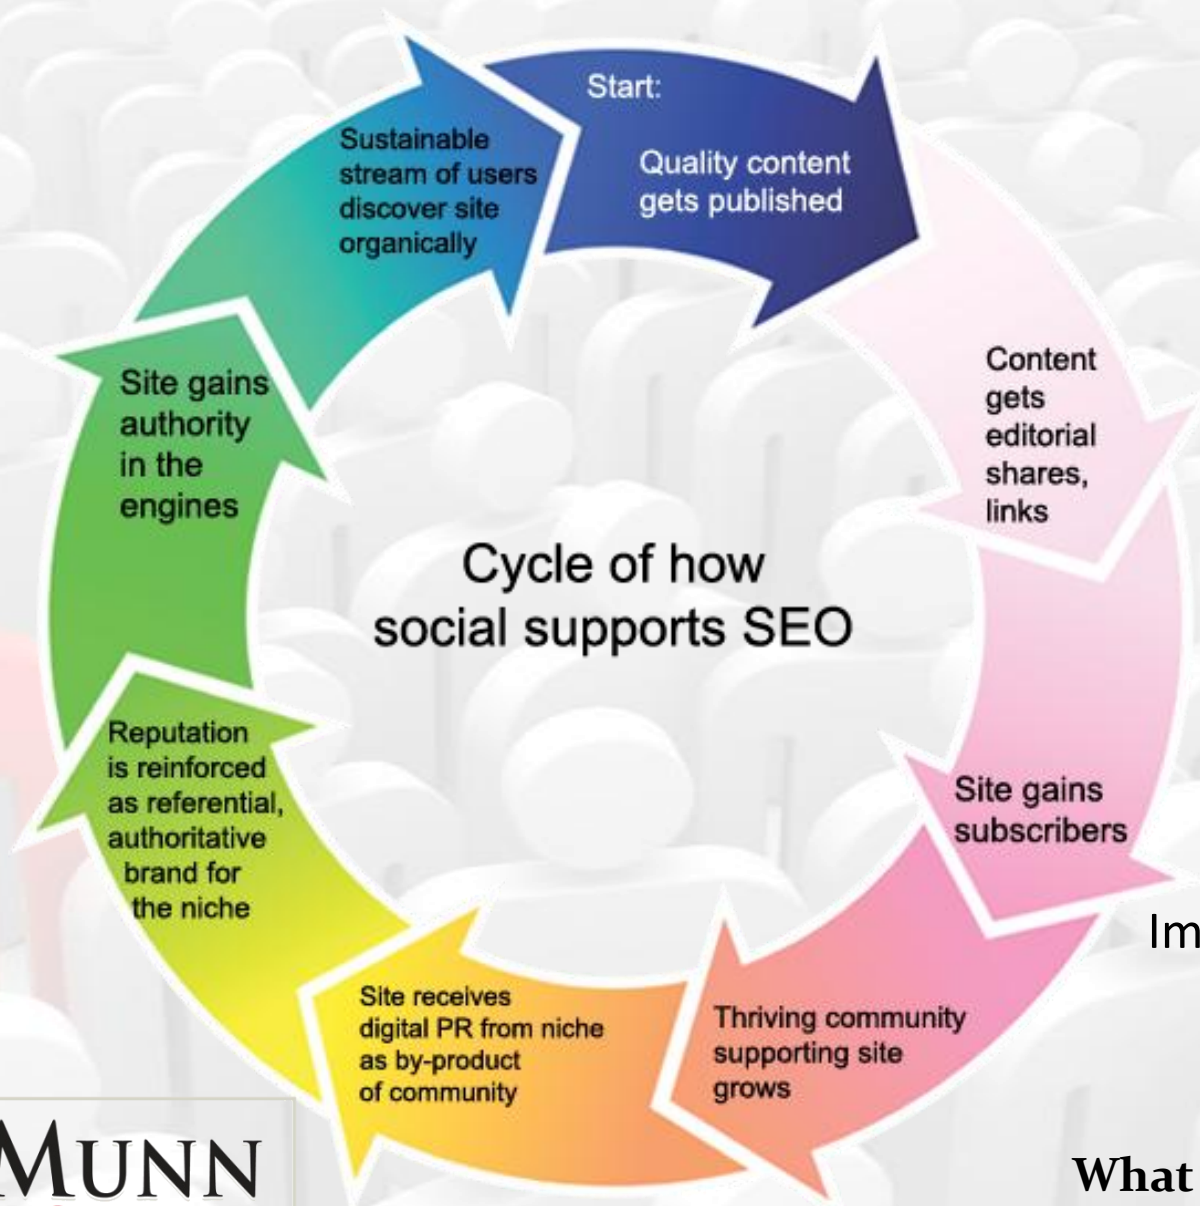 Start:
Quality content
gets published
Content
gets
editorial
shares,
links
Site gains
subscribers
Thriving community
supporting site
grows
Site receives
digital PR from niche
as by-product
of community
Reputation
is reinforced
as referential,
authoritative
brand for
the niche
Site gains
authority
in the
engines
Sustainable
stream of users
discover site
organically
Cycle of how
social supports SEO
Im
MUNN
What